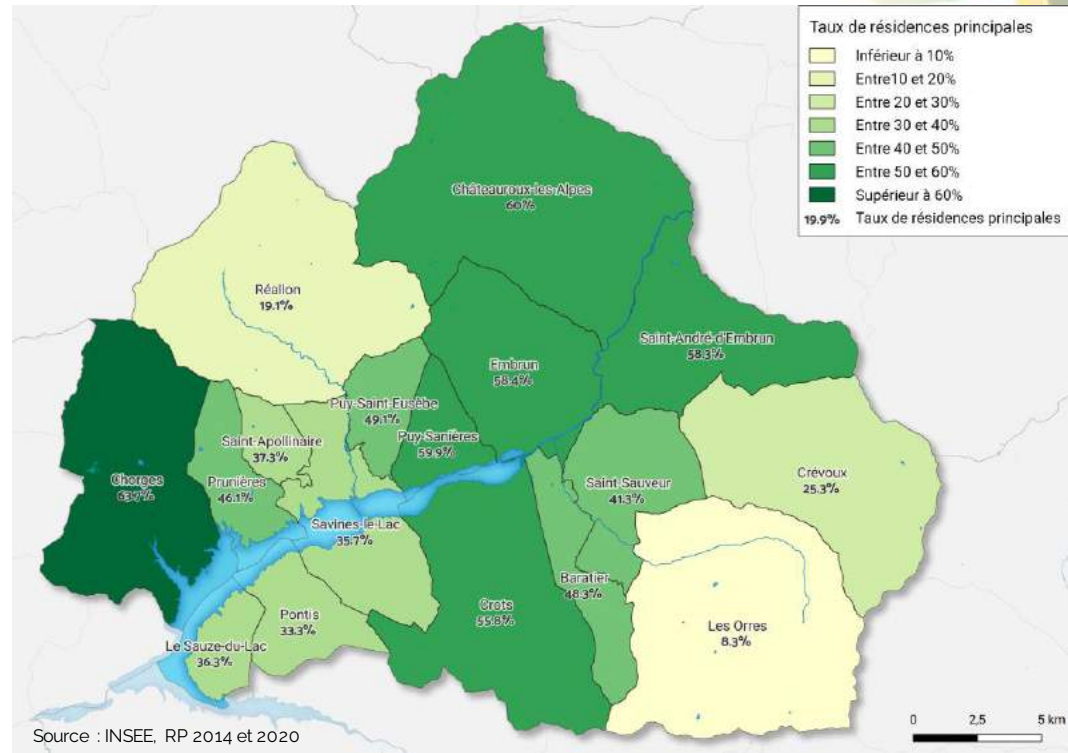 Taux de résidences principales
Inférieur à 10%
Entre10 et 20%
Entre 20 et 30%
Entre 30 et 40%
Entre 40 et 50%
Entre 50 et 60%
Supérieur à 60%
19.9% Taux de résidences principales
Châteauroux-les-Alpes
60%
Réallon
19.1%
Saint-André-d'Embrun
58.3%
Embrun
58.4%
Puy-Saint-Eusèbe
49.1%
Puy-Sanières
59.9%
Saint-Apollinaire
37.3%
Chorges
63.7%
Prunières
46.1%
Saint-Sauveur
41.3%
Crévoux
25.3%
Savines-le-Lac
35.7%
Baratier
48.3%
Crots
55.8%
Pontis
33.3%
Les Orres
8.3%
Le Sauze-du-Lac
36.3%
Source : INSEE, RP 2014 et 2020
0 2,5 5 km